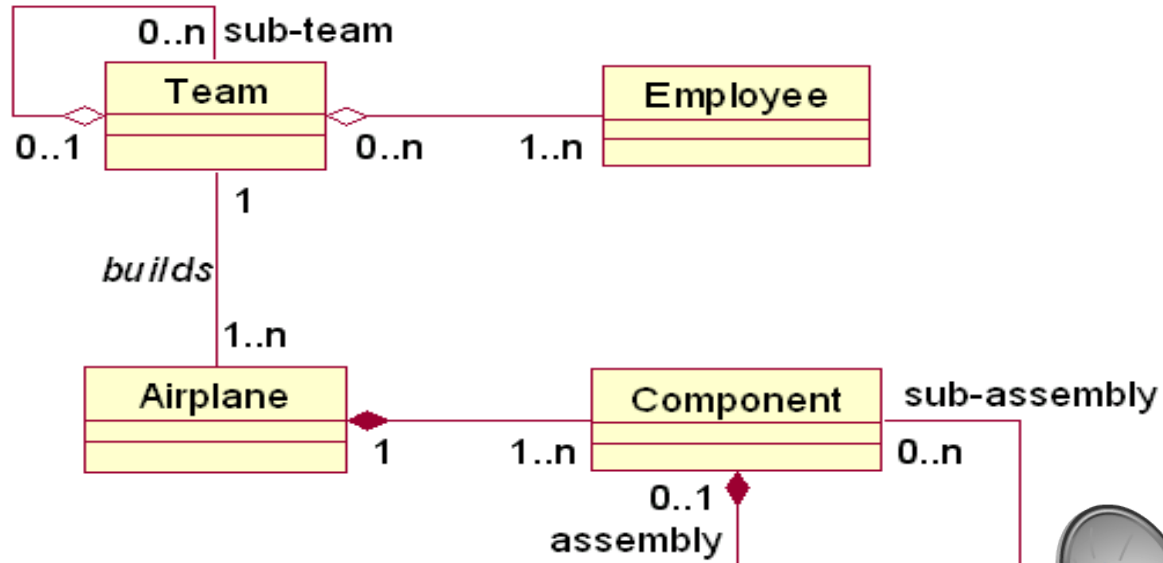 0..n sub-team
Team
Employee
0..1
0..n
1..n
1
builds
1..n
Airplane
Component
sub-assembly
1
1..n
0..n
0..1
assembly